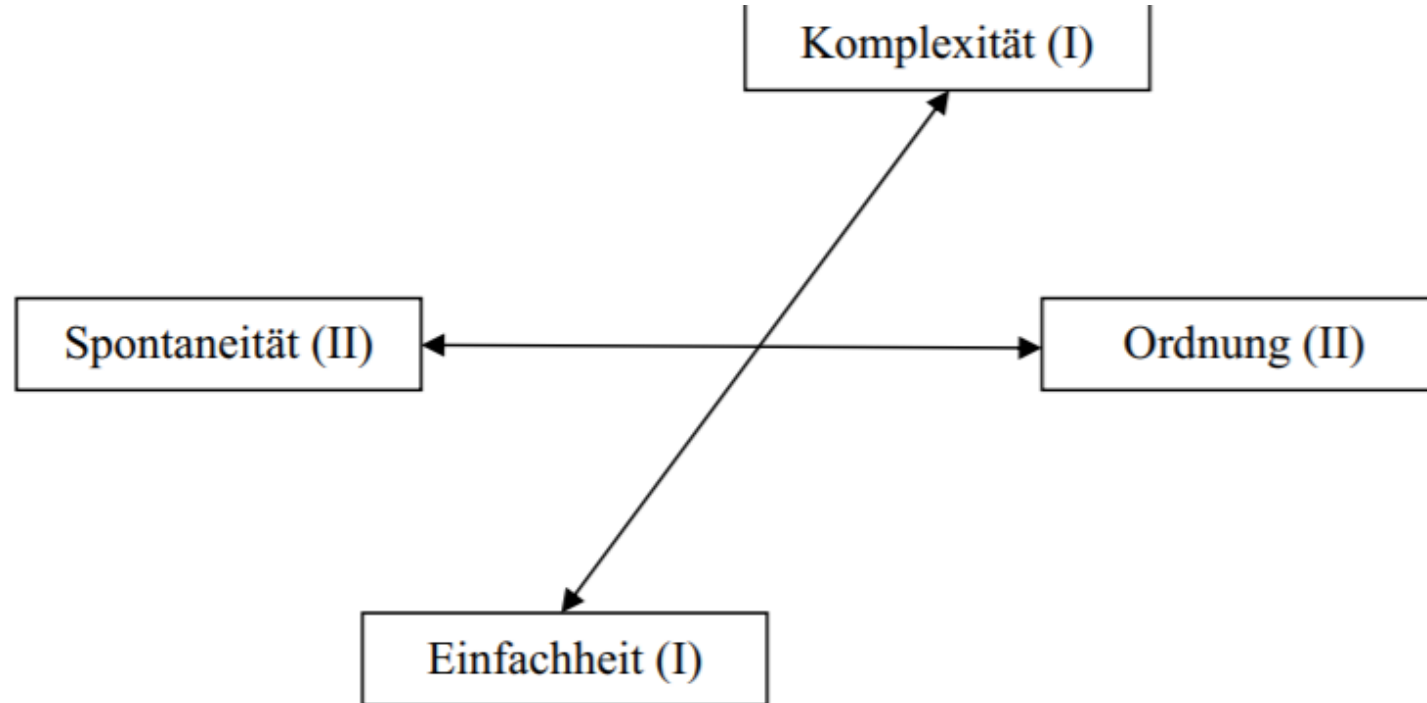 Komplexität (I)
Spontaneität (II)
Ordnung (II)
Einfachheit (I)